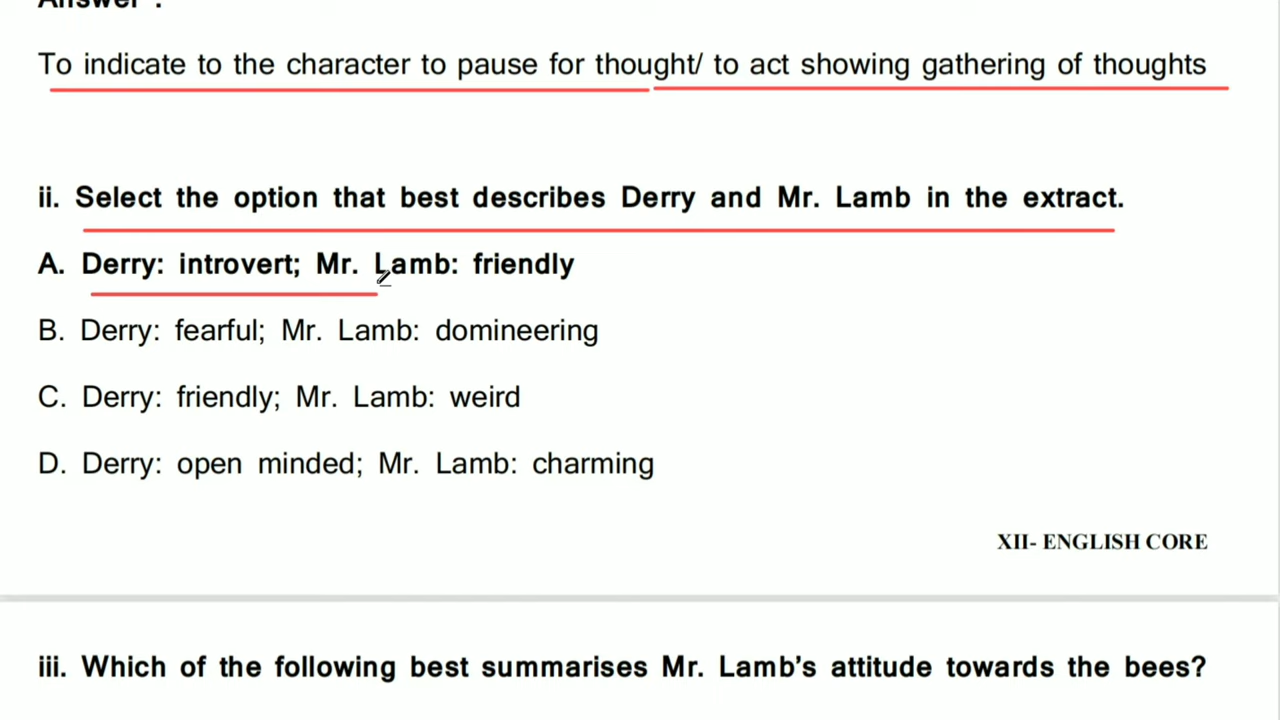 Answer :
To indicate to the character to pause for thought/ to act showing gathering of thoughts
ii. Select the option that best describes Derry and Mr. Lamb in the extract.
A. Derry: introvert; Mr. Lamb: friendly
B. Derry: fearful; Mr. Lamb: domineering
C. Derry: friendly; Mr. Lamb: weird
D. Derry: open minded; Mr. Lamb: charming
XII- ENGLISH CORE
iii. Which of the following best summarises Mr. Lamb’s attitude towards the bees?